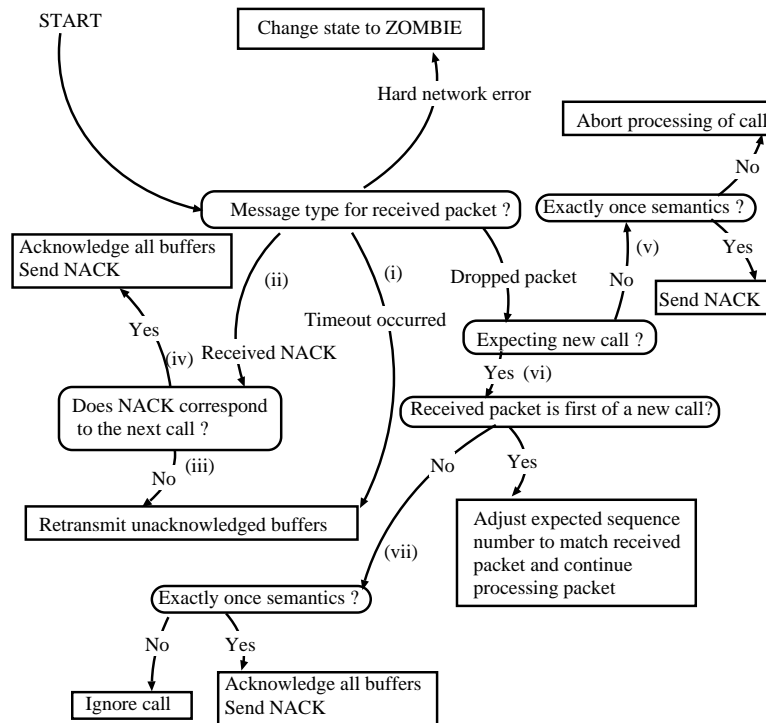 START
Change state to ZOMBIE
Hard network error
Abort processing of call
No
Message type for received packet ?
Exactly once semantics ?
Acknowledge all buffers
Send NACK
(ii)
(i)
Dropped packet
No
(v)
Yes
Send NACK
Yes
(iv)
Received NACK
Timeout occurred
Expecting new call ?
Yes (vi)
Does NACK correspond
to the next call ?
Received packet is first of a new call?
No
(iii)
No
Yes
Retransmit unacknowledged buffers
Adjust expected sequence
number to match received
packet and continue
processing packet
(vii)
Exactly once semantics ?
No
Yes
Ignore call
Acknowledge all buffers
Send NACK